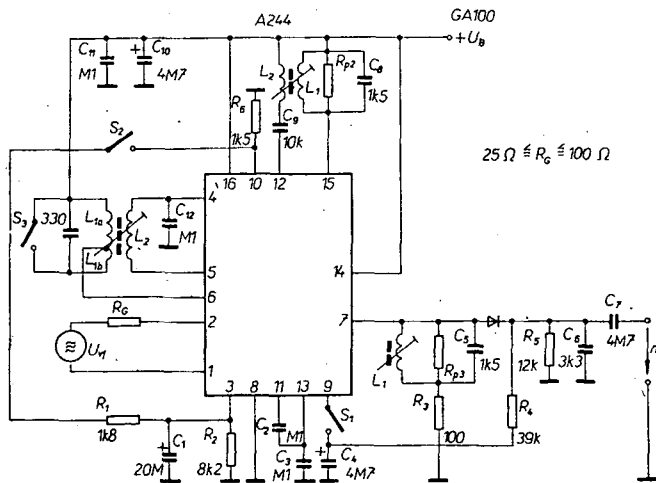 A244
GA100
+ U_B
C11
M1
+
C10
4M7
L2
L1
Rp2
C8
1k5
R6
1k5
C9
10k
25 Ω ≦ R_G ≦ 100 Ω
S2
16 10 12 15
S3
330
L1a
L1b
L2
4
C12
M1
5
6
14
R_G
2
7
C7
4M7
1
L1
Rp3
C5
1k5
R5
12k
C6
3k3
3 8 11 13 9
S1
R1
1k8
+
C1
20M
R2
8k2
C2
M1
C3
M1
+
C4
4M7
R3
100
R4
39k